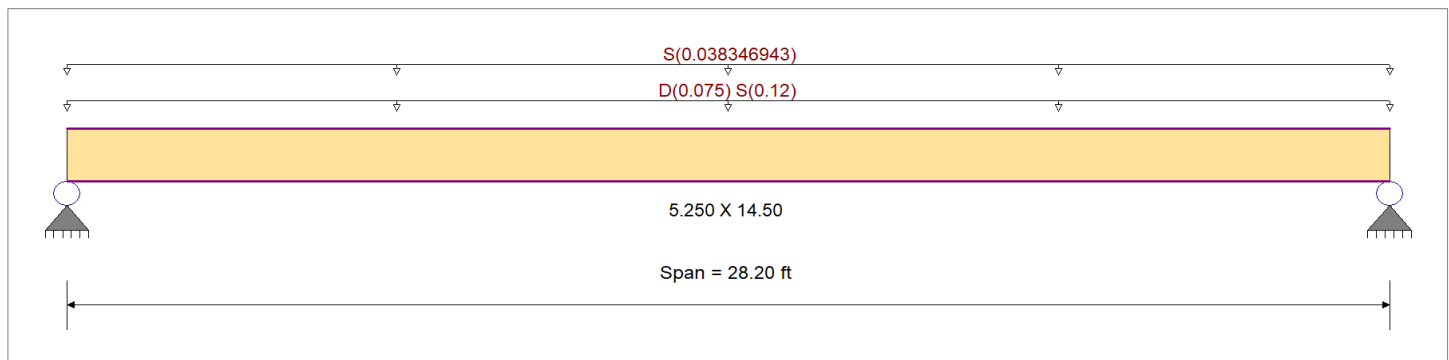 S(0.038346943)
D(0.075) S(0.12)
5.250 X 14.50
Span = 28.20 ft